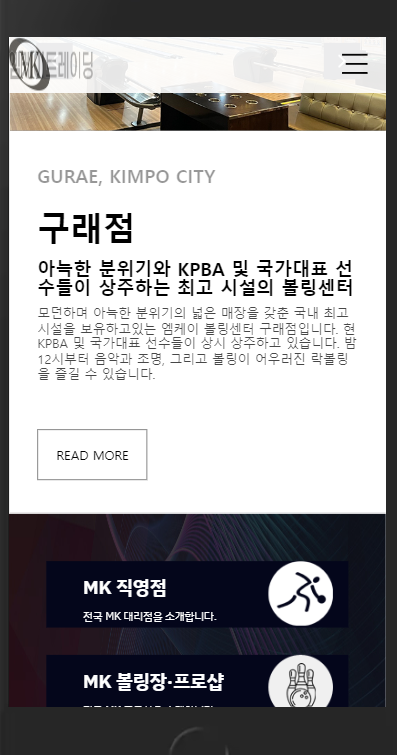 MK트레이딩
GURAE, KIMPO CITY
구래점
아늑한 분위기와 KPBA 및 국가대표 선
수들이 상주하는 최고 시설의 볼링센터
모던하며 아늑한 분위기의 넓은 매장을 갖춘 국내 최고
시설을 보유하고있는 엠케이 볼링센터 구래점입니다. 현
KPBA 및 국가대표 선수들이 상시 상주하고 있습니다. 밤
12시부터 음악과 조명, 그리고 볼링이 어우러진 락볼링
을 즐길 수 있습니다.
READ MORE
MK 직영점
전국 MK 대리점을 소개합니다.
MK 볼링장·프로샵